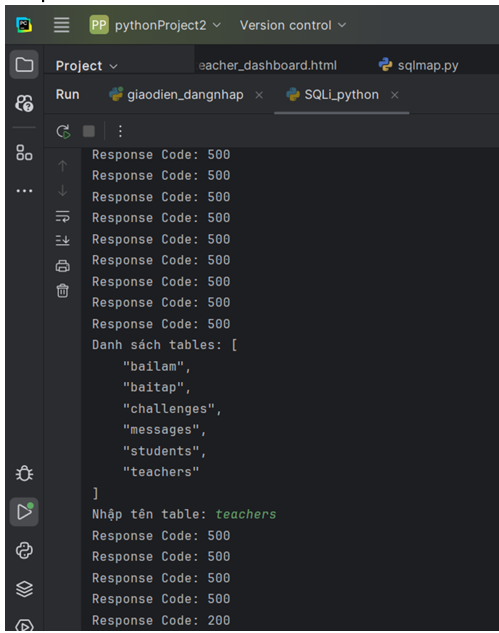 PP pythonProject2 Version control
Project eacher_dashboard.html sqlmap.py
Run giaodien_dangnhap SQLi_python
Response Code: 500
Response Code: 500
Response Code: 500
Response Code: 500
Response Code: 500
Response Code: 500
Response Code: 500
Response Code: 500
Response Code: 500
Danh sách tables: [
"bailam",
"baitap",
"challenges",
"messages",
"students",
"teachers"
]
Nhập tên table: teachers
Response Code: 500
Response Code: 500
Response Code: 500
Response Code: 500
Response Code: 200